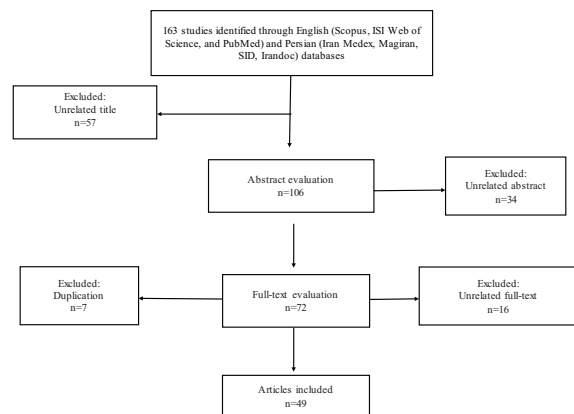 163 studies identified through English (Scopus, ISI Web of
Science, and PubMed) and Persian (Iran Medex, Magiran,
SID, Irandoc) databases
Excluded:
Unrelated title
n=57
Abstract evaluation
n=106
Excluded:
Unrelated abstract
n=34
Excluded:
Duplication
n=7
Full-text evaluation
n=72
Excluded:
Unrelated full-text
n=16
Articles included
n=49